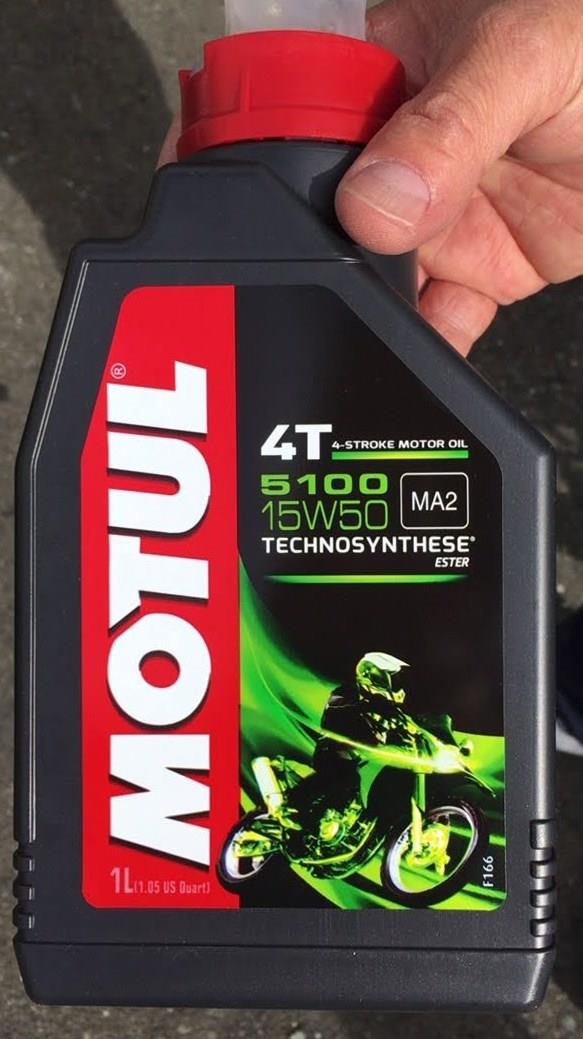 MOTUL®
4T 4-STROKE MOTOR OIL
5100
15W50 MA2
TECHNOSYNTHESE®
ESTER
1L (1.05 US Quart)
F166